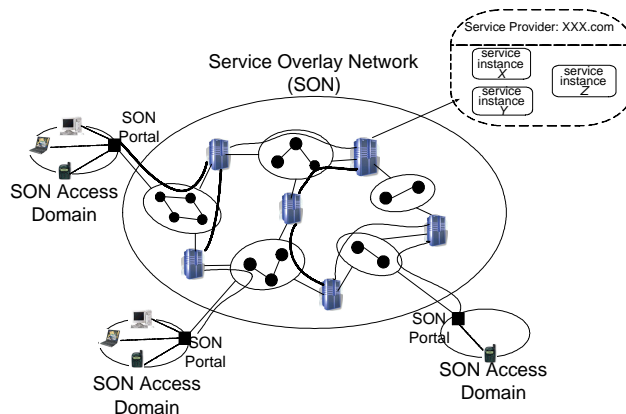 Service Provider: XXX.com
service
instance
X
service
instance
Z
service
instance
Y
Service Overlay Network
(SON)
SON
Portal
SON Access
Domain
SON
Portal
SON Access
Domain
SON
Portal
SON Access
Domain